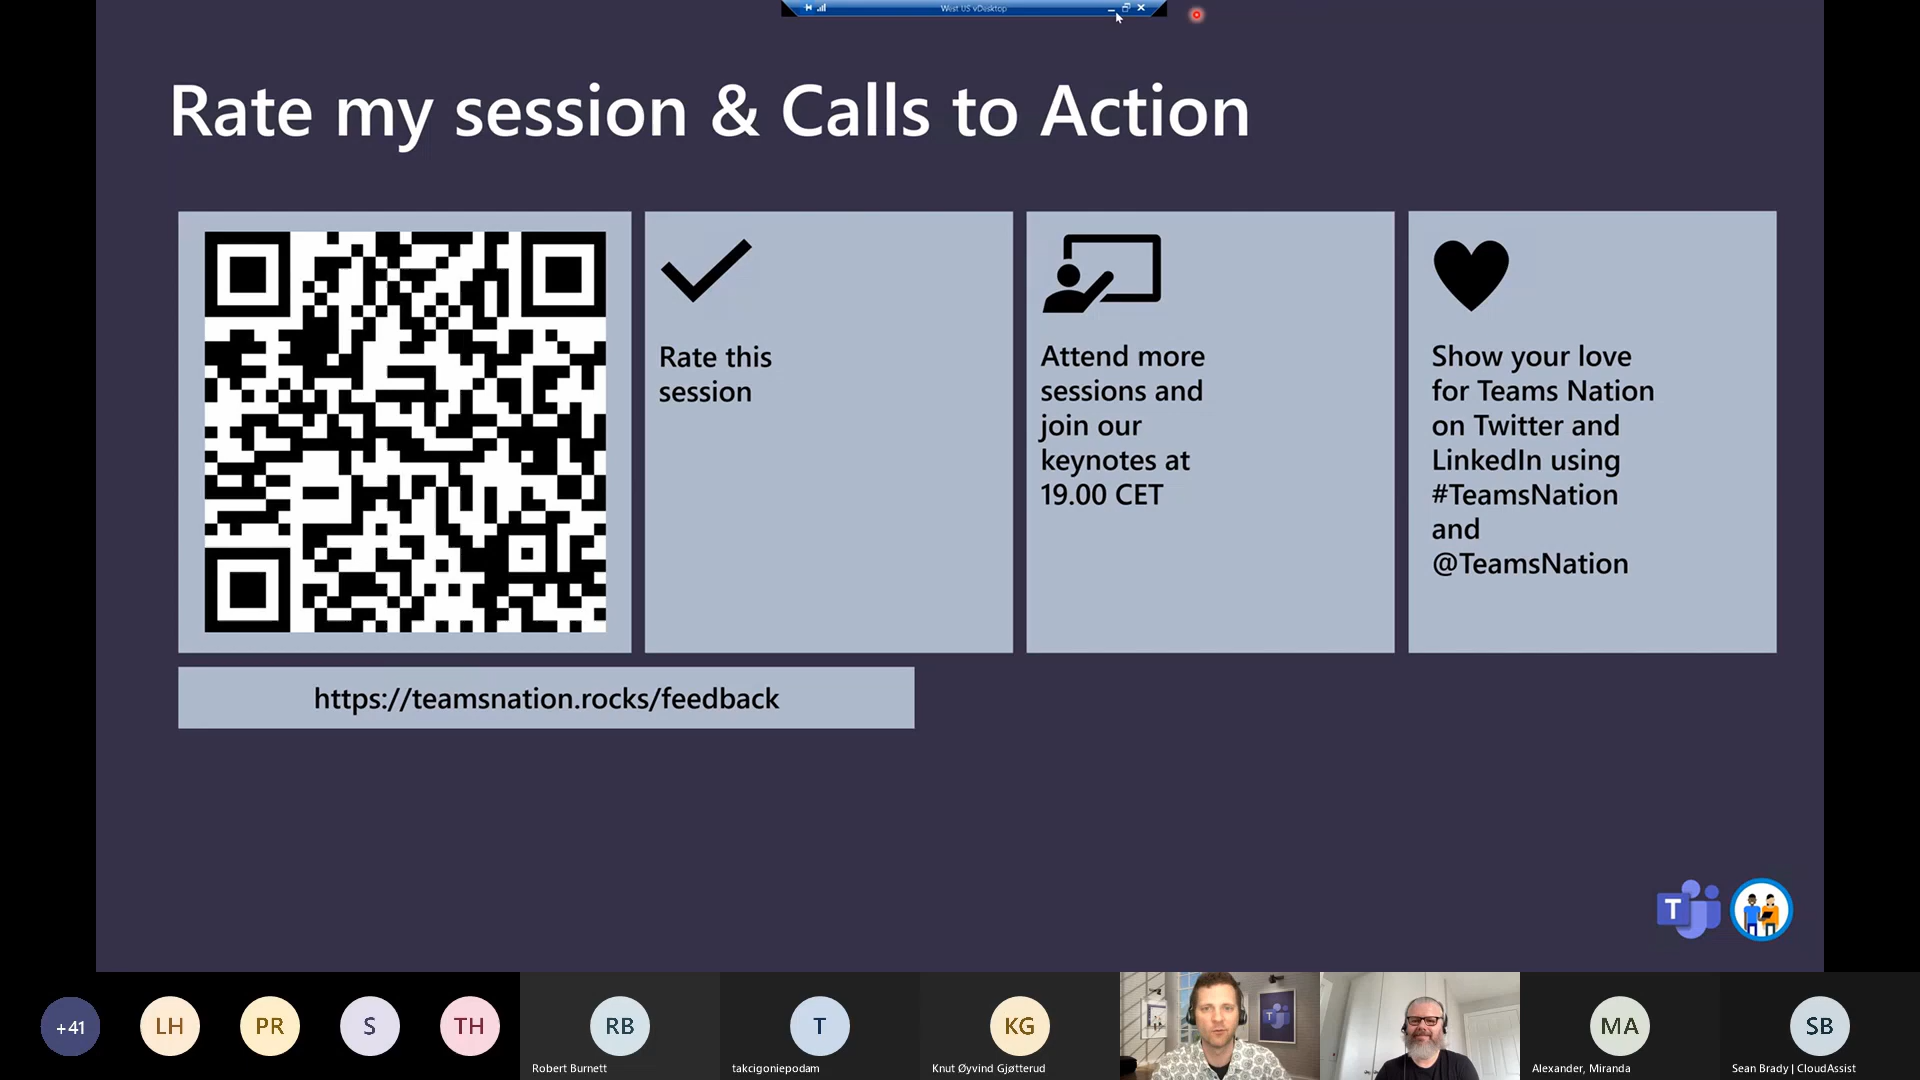 West US vDesktop
Rate my session & Calls to Action
Rate this
session
Attend more
sessions and
join our
keynotes at
19.00 CET
Show your love
for Teams Nation
on Twitter and
LinkedIn using
#TeamsNation
and
@TeamsNation
https://teamsnation.rocks/feedback
T
+41
LH
PR
S
TH
RB
Robert Burnett
T
takcigoniepodam
KG
Knut Øyvind Gjøtterud
T
MA
Alexander, Miranda
SB
Sean Brady | CloudAssist